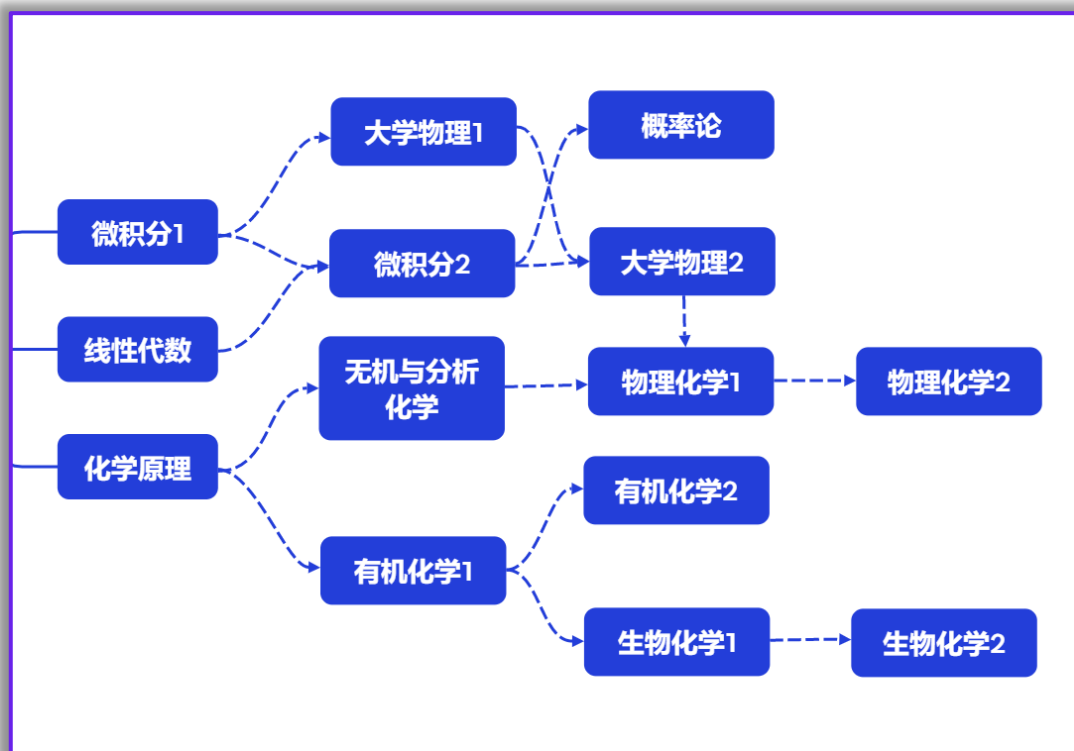 大学物理1
概率论
微积分1
微积分2
大学物理2
线性代数
无机与分析
化学
物理化学1
物理化学2
化学原理
有机化学2
有机化学1
生物化学1
生物化学2